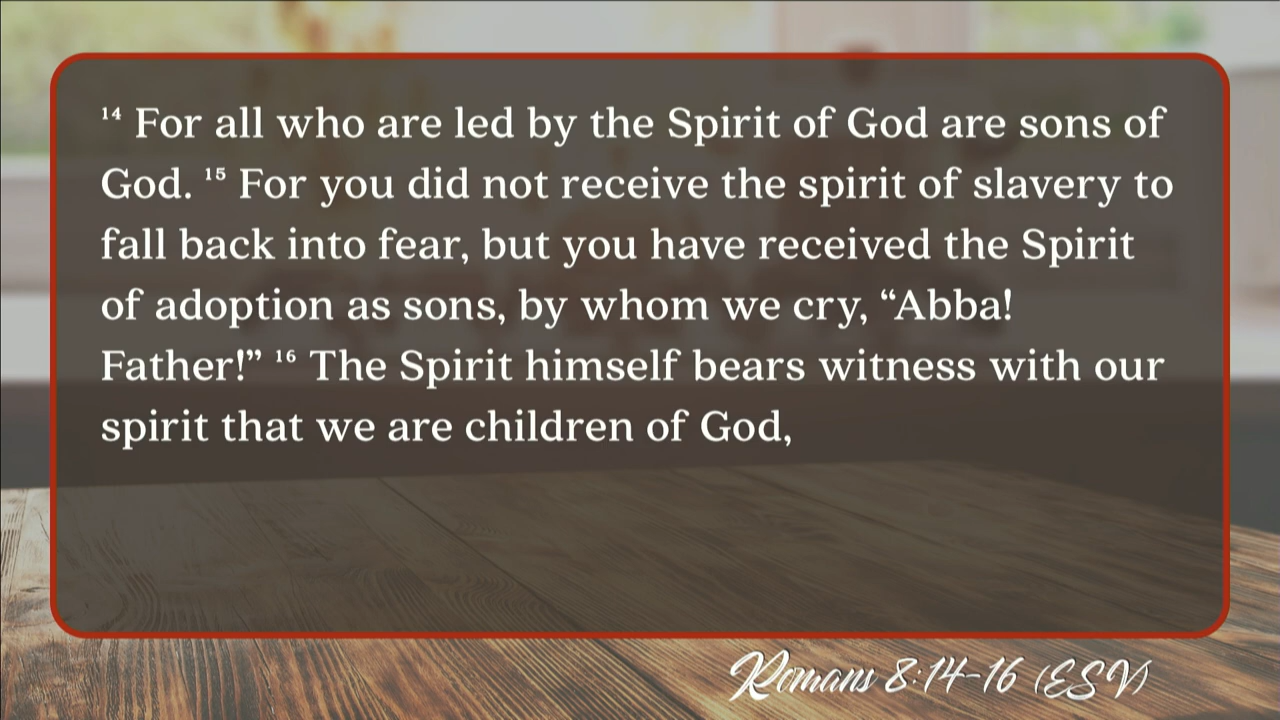 ¹⁴ For all who are led by the Spirit of God are sons of
God. ¹⁵ For you did not receive the spirit of slavery to
fall back into fear, but you have received the Spirit
of adoption as sons, by whom we cry, “Abba!
Father!” ¹⁶ The Spirit himself bears witness with our
spirit that we are children of God,
Romans 8:14-16 (ESV)